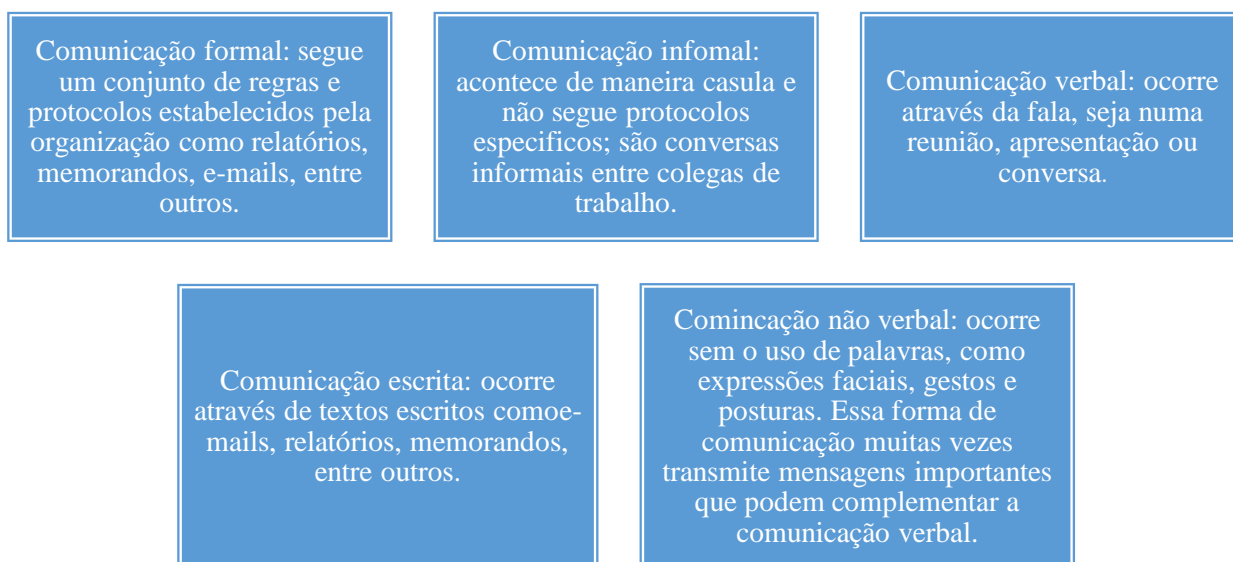 Comunicação formal: segue
um conjunto de regras e
protocolos estabelecidos pela
organização como relatórios,
memorandos, e-mails, entre
outros.
Comunicação infomal:
acontece de maneira casula e
não segue protocolos
especificos; são conversas
informais entre colegas de
trabalho.
Comunicação verbal: ocorre
através da fala, seja numa
reunião, apresentação ou
conversa.
Comunicação escrita: ocorre
através de textos escritos comoe-
mails, relatórios, memorandos,
entre outros.
Comincação não verbal: ocorre
sem o uso de palavras, como
expressões faciais, gestos e
posturas. Essa forma de
comunicação muitas vezes
transmite mensagens importantes
que podem complementar a
comunicação verbal.